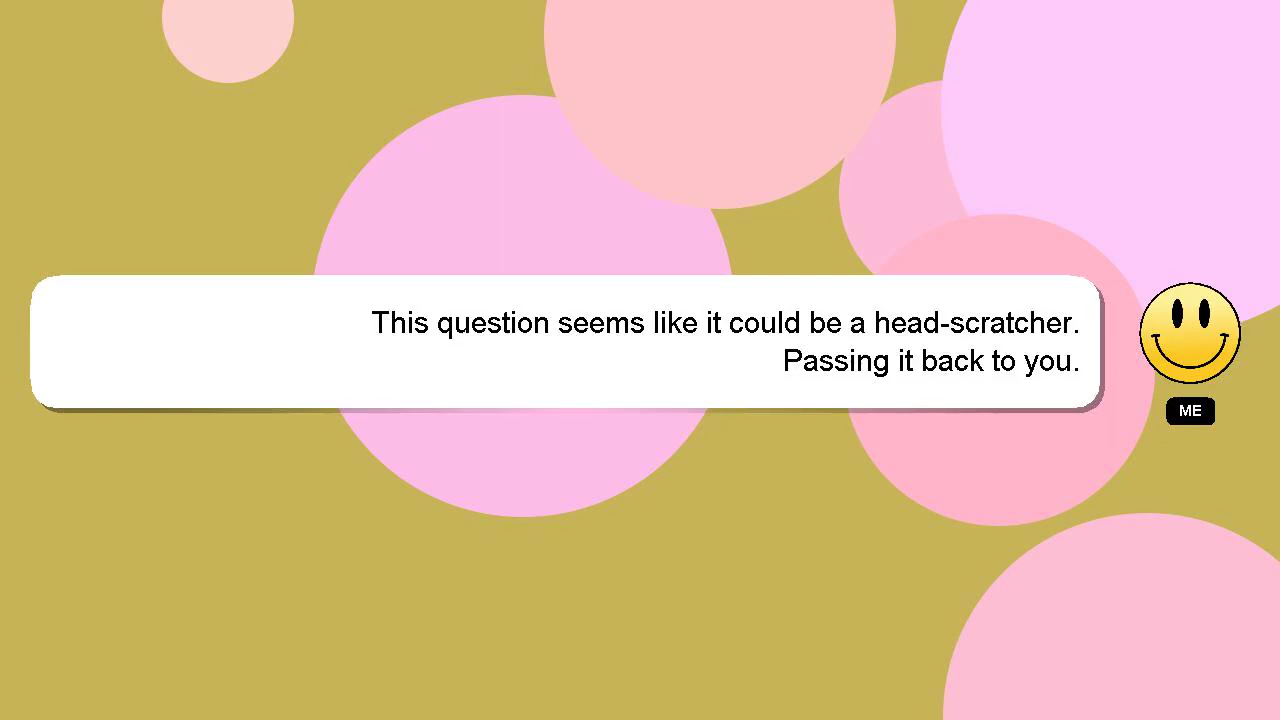 This question seems like it could be a head-scratcher.
Passing it back to you.
ME